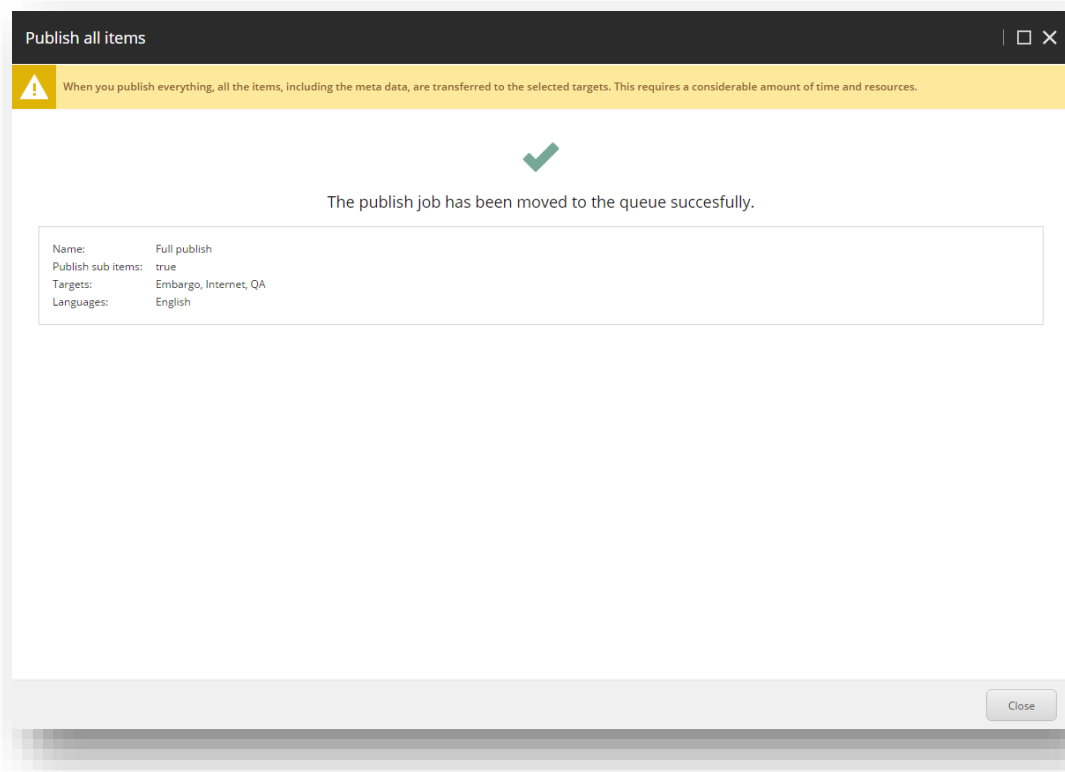 Publish all items
When you publish everything, all the items, including the meta data, are transferred to the selected targets. This requires a considerable amount of time and resources.
The publish job has been moved to the queue succesfully.
Name: Full publish
Publish sub items: true
Targets: Embargo, Internet, QA
Languages: English
Close